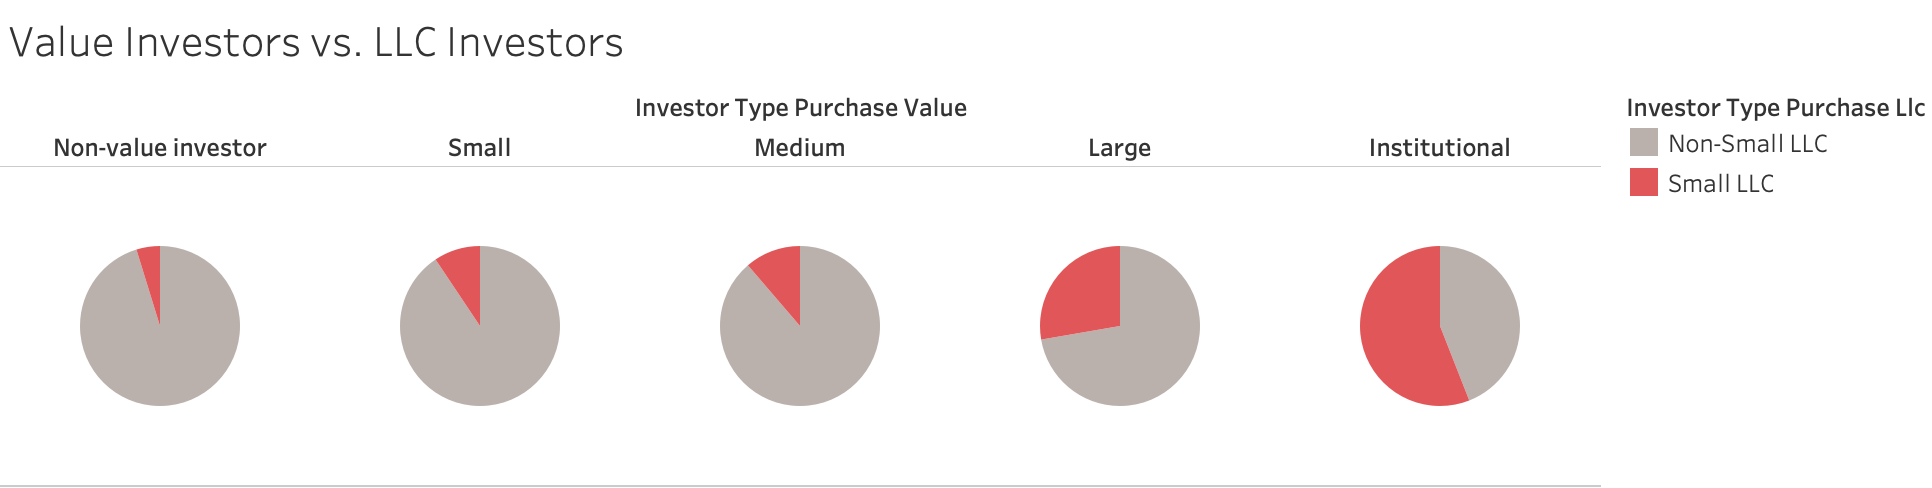 Value Investors vs. LLC Investors
Investor Type Purchase Value
Non-value investor Small Medium Large Institutional
Investor Type Purchase Llc
Non-Small LLC
Small LLC